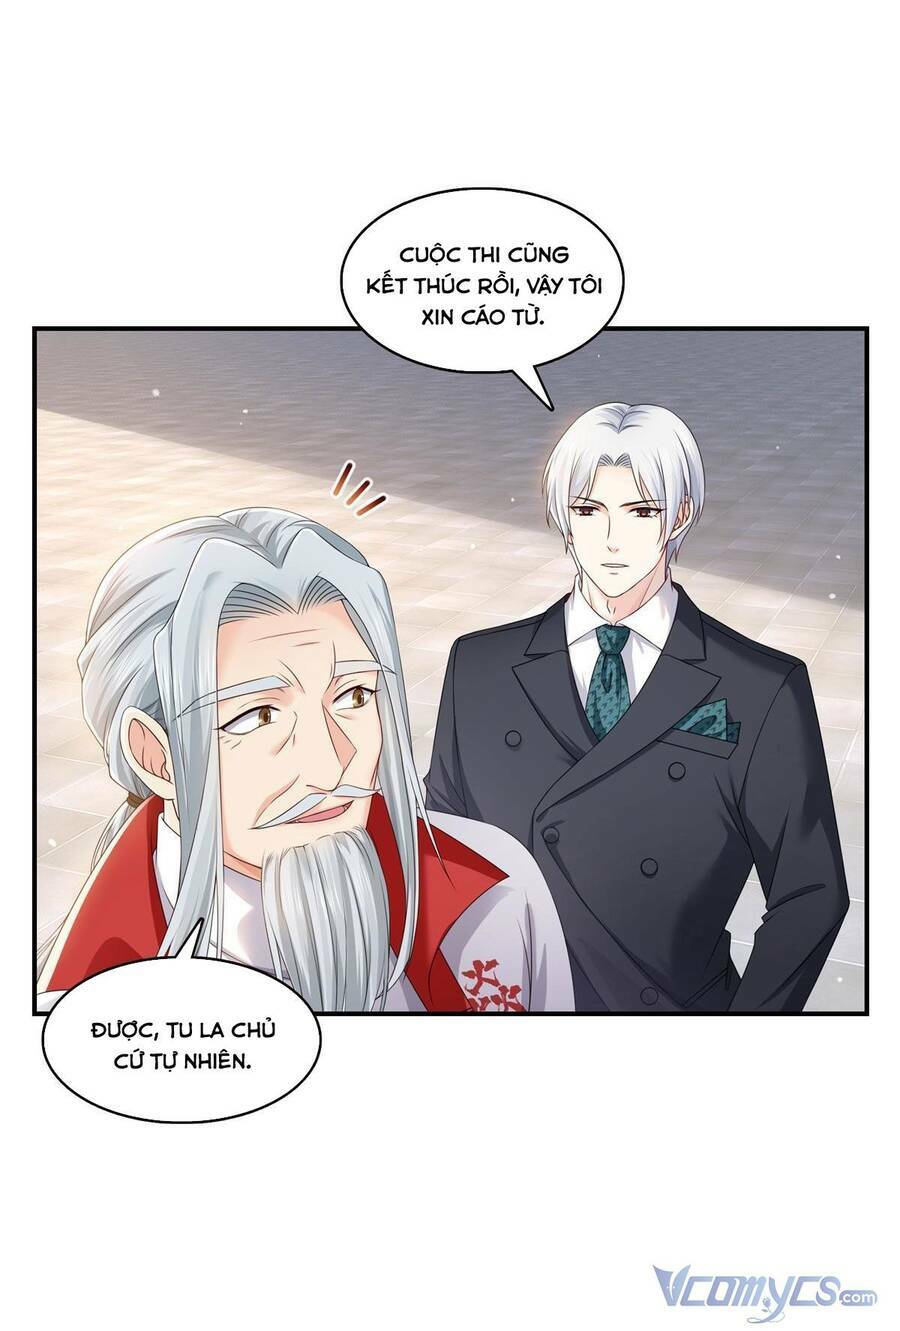 CUỘC THI CŨNG
KẾT THÚC RỒI, VẬY TÔI
XIN CÁO TỪ.
ĐƯỢC, TU LA CHỦ
CỨ TỰ NHIÊN.
VCOMYCS.com